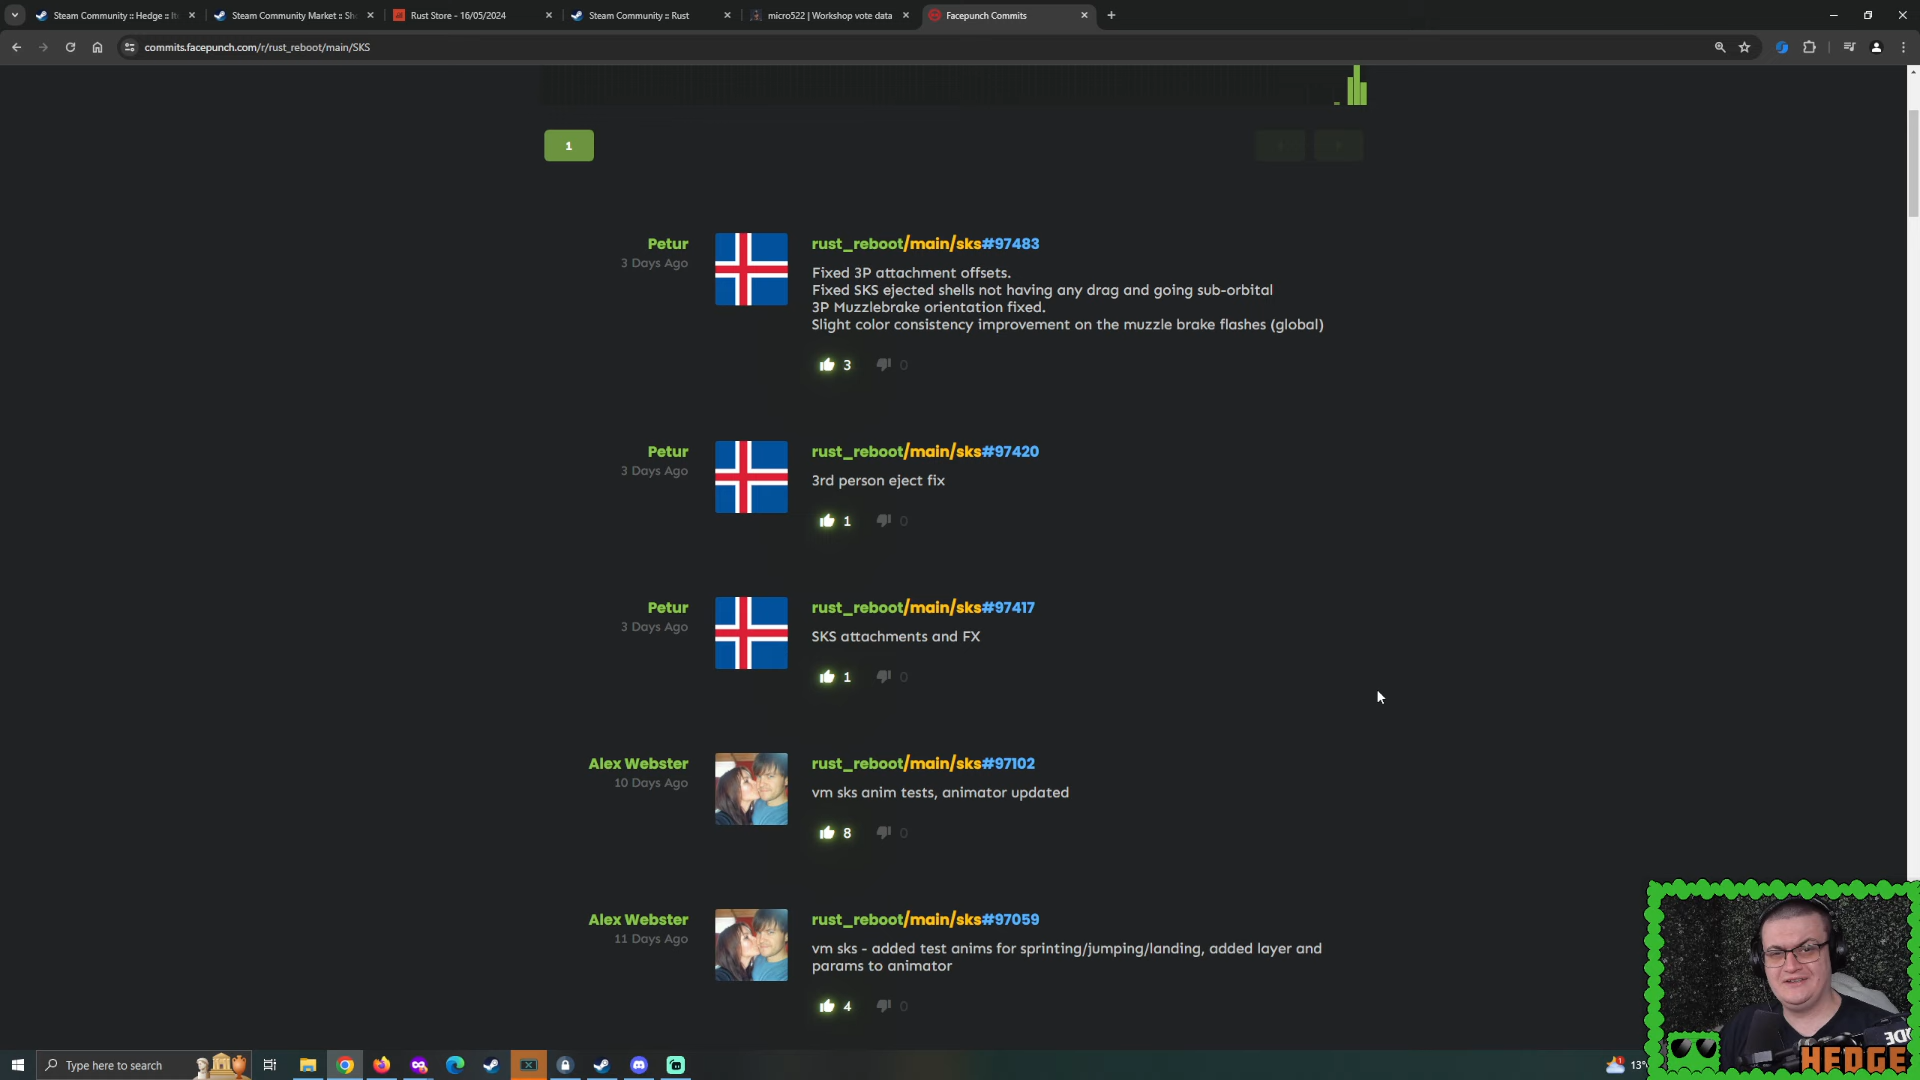 Steam Community :: Hedge :: It
Steam Community Market :: Sh
Rust Store - 16/05/2024
Steam Community :: Rust
micro522 | Workshop vote data
Facepunch Commits
commits.facepunch.com/r/rust_reboot/main/SKS
1
Petur
3 Days Ago
rust_reboot/main/sks#97483
Fixed 3P attachment offsets.
Fixed SKS ejected shells not having any drag and going sub-orbital
3P Muzzlebrake orientation fixed.
Slight color consistency improvement on the muzzle brake flashes (global)
3
0
Petur
3 Days Ago
rust_reboot/main/sks#97420
3rd person eject fix
1
0
Petur
3 Days Ago
rust_reboot/main/sks#97417
SKS attachments and FX
1
0
Alex Webster
10 Days Ago
rust_reboot/main/sks#97102
vm sks anim tests, animator updated
8
0
Alex Webster
11 Days Ago
rust_reboot/main/sks#97059
vm sks - added test anims for sprinting/jumping/landing, added layer and
params to animator
4
0
Type here to search
13°
HEDGE